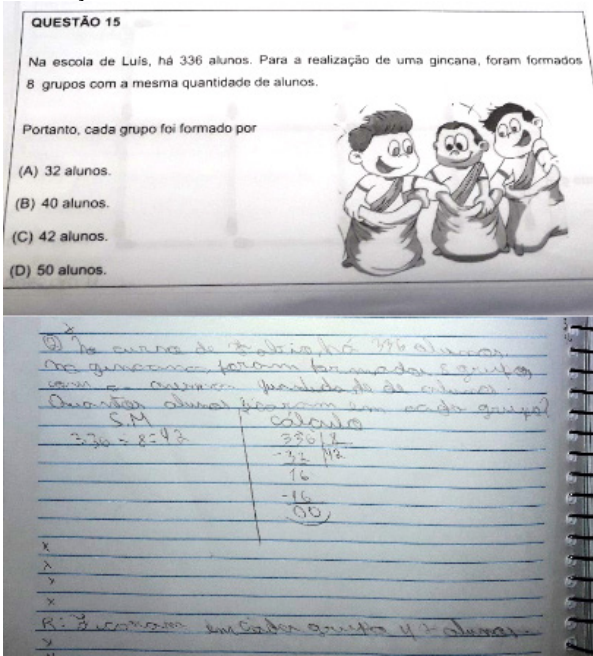 QUESTÃO 15
Na escola de Luís, há 336 alunos. Para a realização de uma gincana, foram formados
8 grupos com a mesma quantidade de alunos.
Portanto, cada grupo foi formado por
(A) 32 alunos.
(B) 40 alunos.
(C) 42 alunos.
(D) 50 alunos.
há 336 alunos
na gincana foram formados grupos
com a mesma de alunos.
Quantos alunos ficaram em cada grupo?
S.M cálculo
336 ÷ 8 = 42 336 8
-32 42
16
-16
00
x
x
x
x
R: Ficaram em cada grupo 42 alunos.